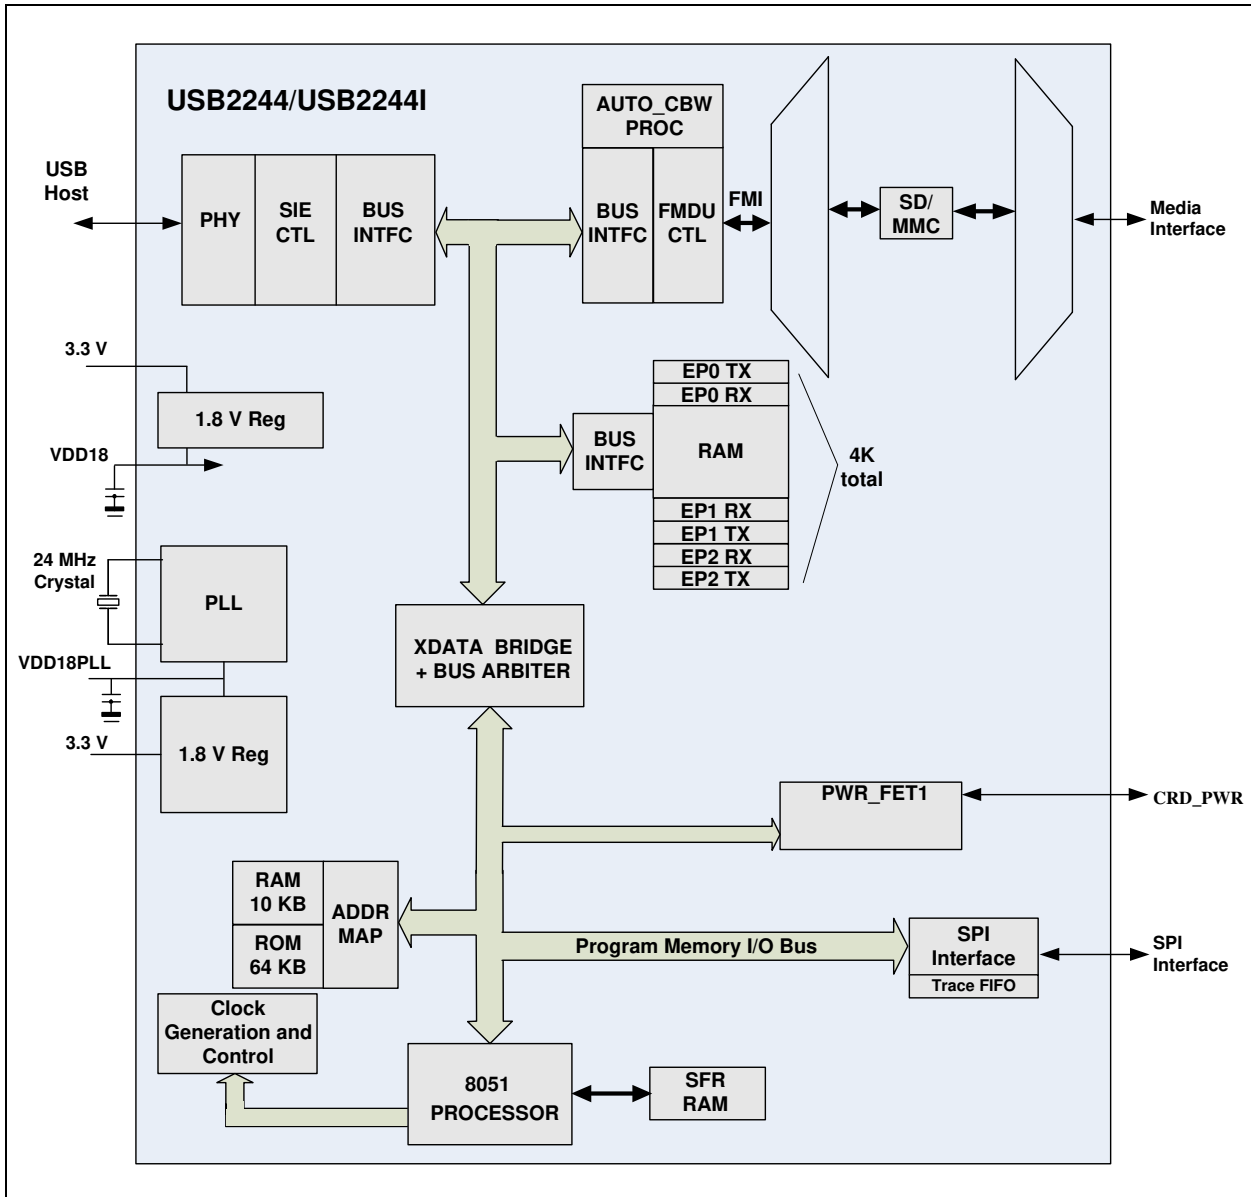 USB2244/USB2244I
USB
Host
PHY
SIE
CTL
BUS
INTFC
AUTO_CBW
PROC
BUS
INTFC
FMDU
CTL
FMI
SD/
MMC
Media
Interface
3.3 V
1.8 V Reg
VDD18
EP0 TX
EP0 RX
BUS
INTFC
RAM
EP1 RX
EP1 TX
EP2 RX
EP2 TX
4K
total
24 MHz
Crystal
PLL
VDD18PLL
3.3 V
1.8 V Reg
XDATA BRIDGE
+ BUS ARBITER
PWR_FET1
CRD_PWR
RAM
10 KB
ROM
64 KB
ADDR
MAP
Program Memory I/O Bus
SPI
Interface
Trace FIFO
SPI
Interface
Clock
Generation and
Control
8051
PROCESSOR
SFR
RAM